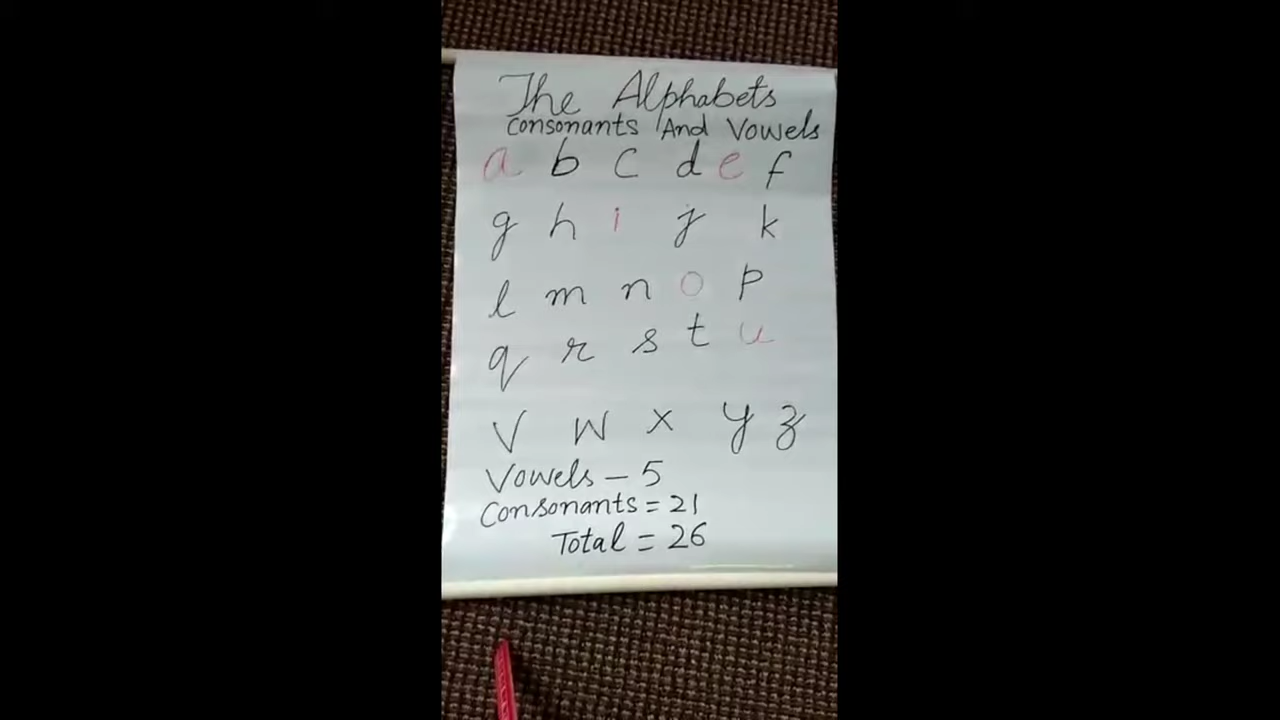 The Alphabets
Consonants And Vowels
a b c d e f
g h i j k
l m n o p
q r s t u
v w x y z
Vowels – 5
Consonants = 21
Total = 26